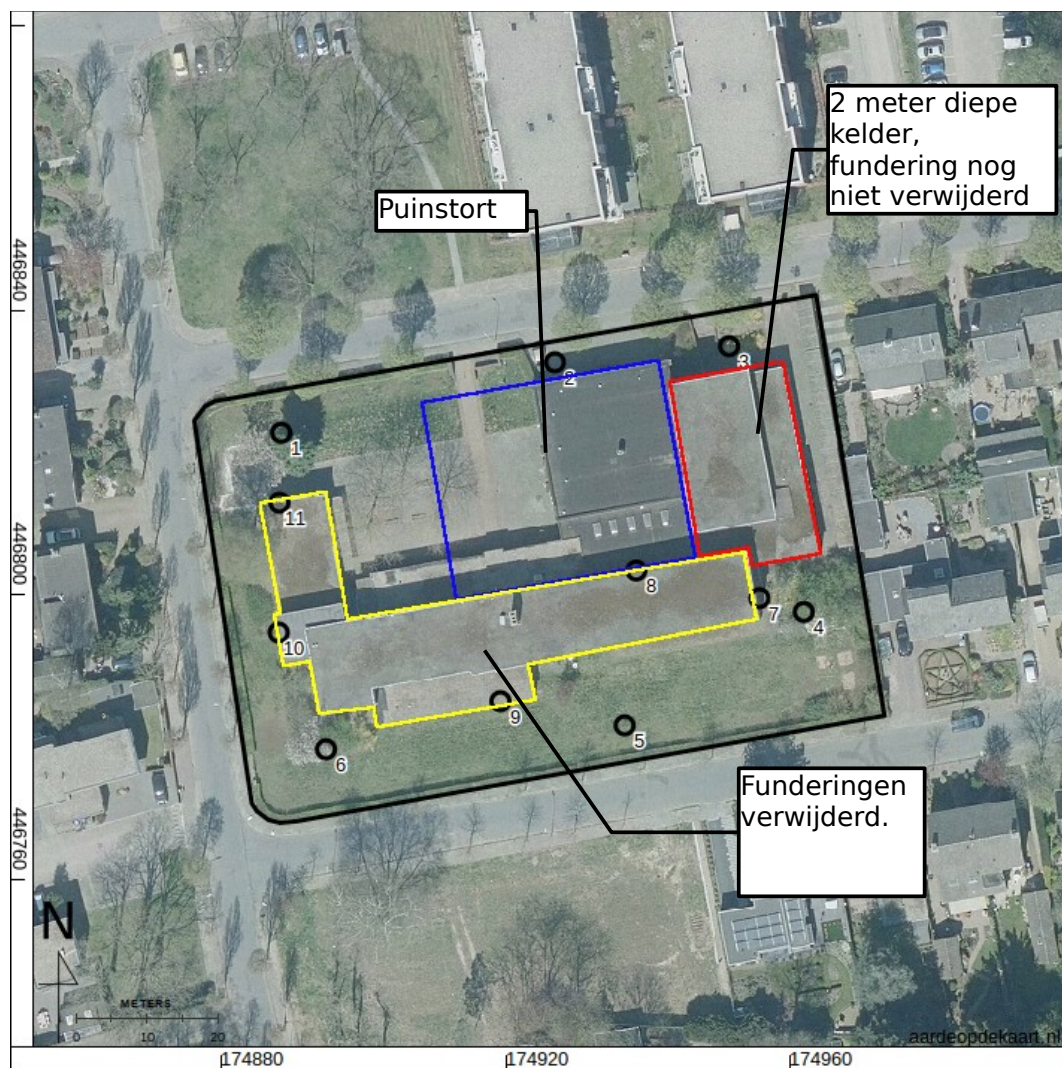 2 meter diepe
kelder,
fundering nog
niet verwijderd
Puinstort
446840
3
2
1
11
446800
8
7
4
10
9
5
6
Funderingen
verwijderd.
446760
N
METERS
0 10 20
aardeopdekaart.nl
174880 174920 174960